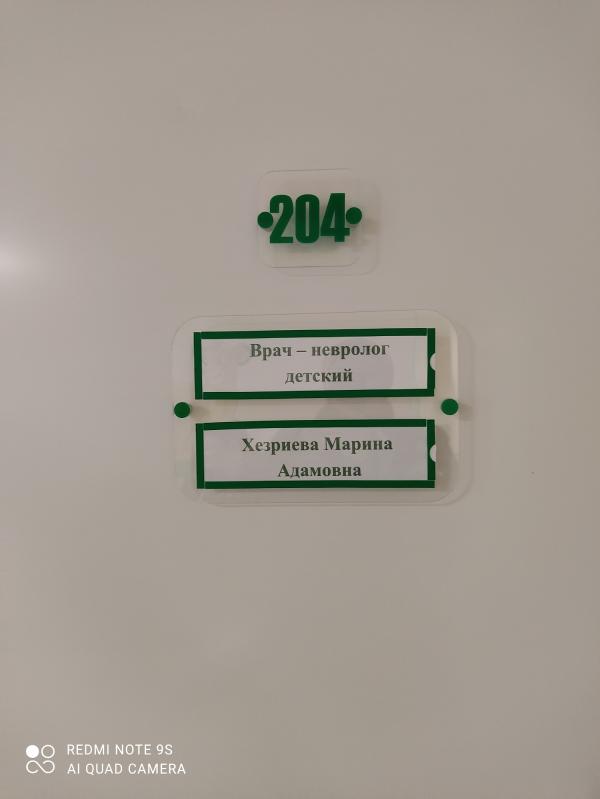 204
Врач – невролог
детский
Хезриева Марина
Адамовна
REDMI NOTE 9S
AI QUAD CAMERA